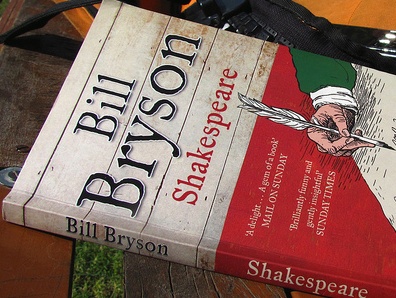 Bill
Bryson
Shakespeare
'A delight... A gem of a book'
MAIL ON SUNDAY
'Brilliantly funny and
gently insightful'
SUNDAY TIMES
Bill Bryson
Shakespeare